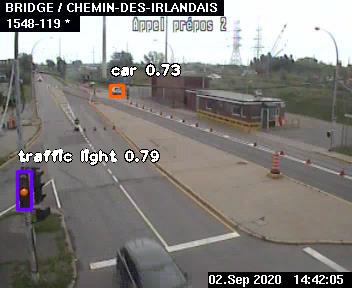 BRIDGE / CHEMIN-DES-IRLANDAIS
1548-119 *
Appel prépos 2
car 0.73
traffic light 0.79
02.Sep 2020 14:42:05